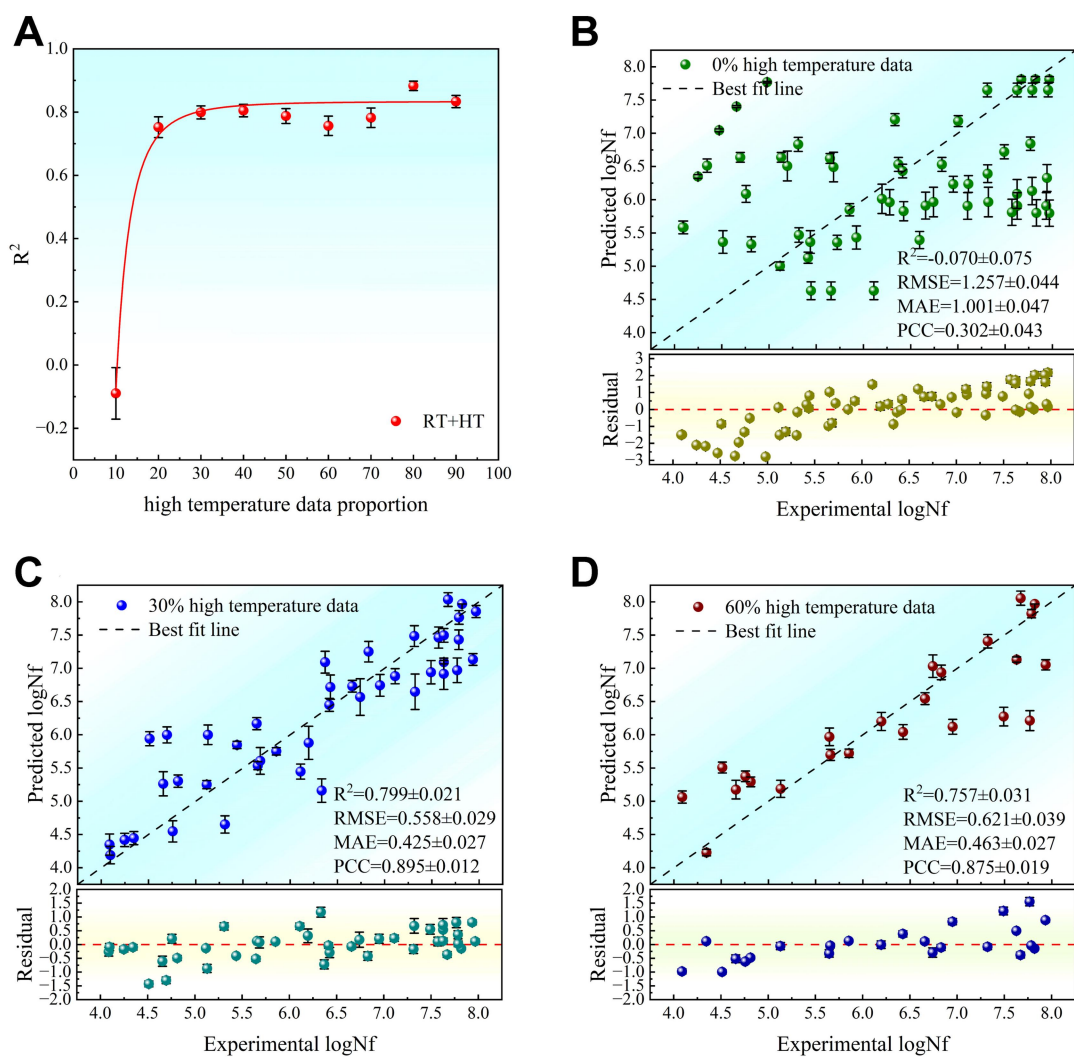 A
1.0
0.8
0.6
0.4
0.2
0.0
−0.2
R²
RT+HT
0 10 20 30 40 50 60 70 80 90 100
high temperature data proportion
B
8.0
7.5
7.0
6.5
6.0
5.5
5.0
4.5
4.0
Predicted logNf
0% high temperature data
Best fit line
R²=-0.070±0.075
RMSE=1.257±0.044
MAE=1.001±0.047
PCC=0.302±0.043
3
2
1
0
−1
−2
−3
Residual
4.0 4.5 5.0 5.5 6.0 6.5 7.0 7.5 8.0
Experimental logNf
C
8.0
7.5
7.0
6.5
6.0
5.5
5.0
4.5
4.0
Predicted logNf
30% high temperature data
Best fit line
R²=0.799±0.021
RMSE=0.558±0.029
MAE=0.425±0.027
PCC=0.895±0.012
2.0
1.5
1.0
0.5
0.0
−0.5
−1.0
−1.5
−2.0
Residual
4.0 4.5 5.0 5.5 6.0 6.5 7.0 7.5 8.0
Experimental logNf
D
8.0
7.5
7.0
6.5
6.0
5.5
5.0
4.5
4.0
Predicted logNf
60% high temperature data
Best fit line
R²=0.757±0.031
RMSE=0.621±0.039
MAE=0.463±0.027
PCC=0.875±0.019
2.0
1.5
1.0
0.5
0.0
−0.5
−1.0
−1.5
−2.0
Residual
4.0 4.5 5.0 5.5 6.0 6.5 7.0 7.5 8.0
Experimental logNf